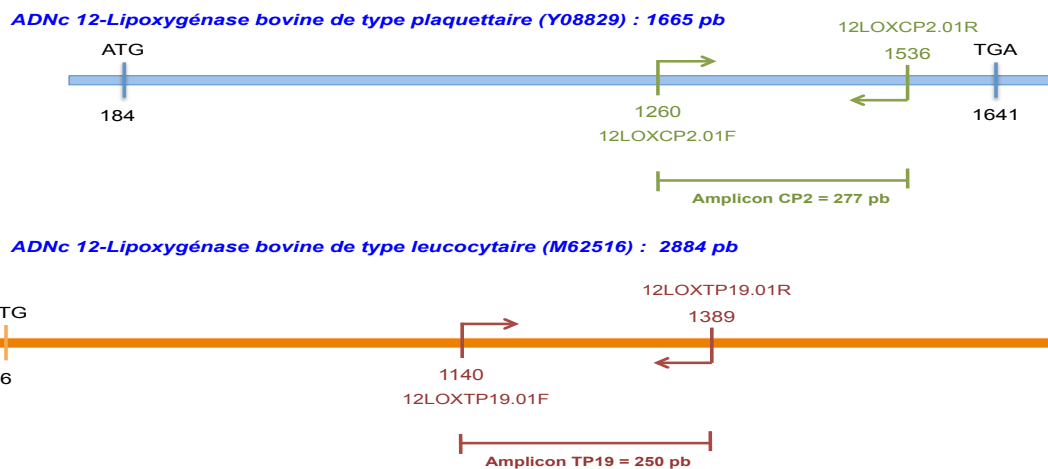 ADNc 12-Lipoxygénase bovine de type plaquettaire (Y08829) : 1665 pb
12LOXCP2.01R
ATG
1536
TGA
184
1260
1641
12LOXCP2.01F
Amplicon CP2 = 277 pb
ADNc 12-Lipoxygénase bovine de type leucocytaire (M62516) : 2884 pb
12LOXTP19.01R
TG
1389
6
1140
12LOXTP19.01F
Amplicon TP19 = 250 pb